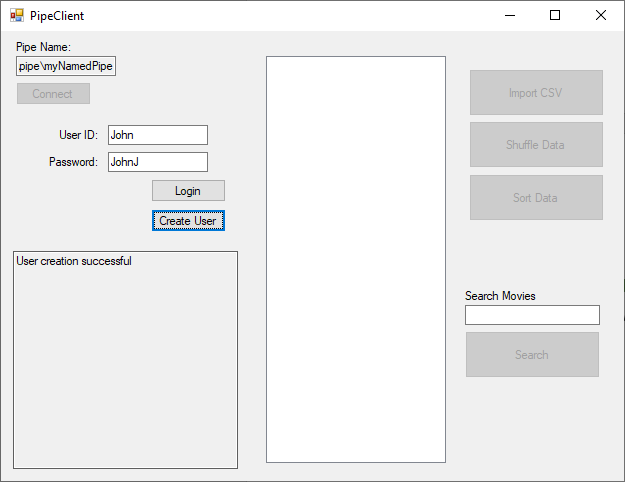 PipeClient
Pipe Name:
.pipe\myNamedPipe
Connect
User ID: John
Password: JohnJ
Login
Create User
User creation successful
Import CSV
Shuffle Data
Sort Data
Search Movies
Search